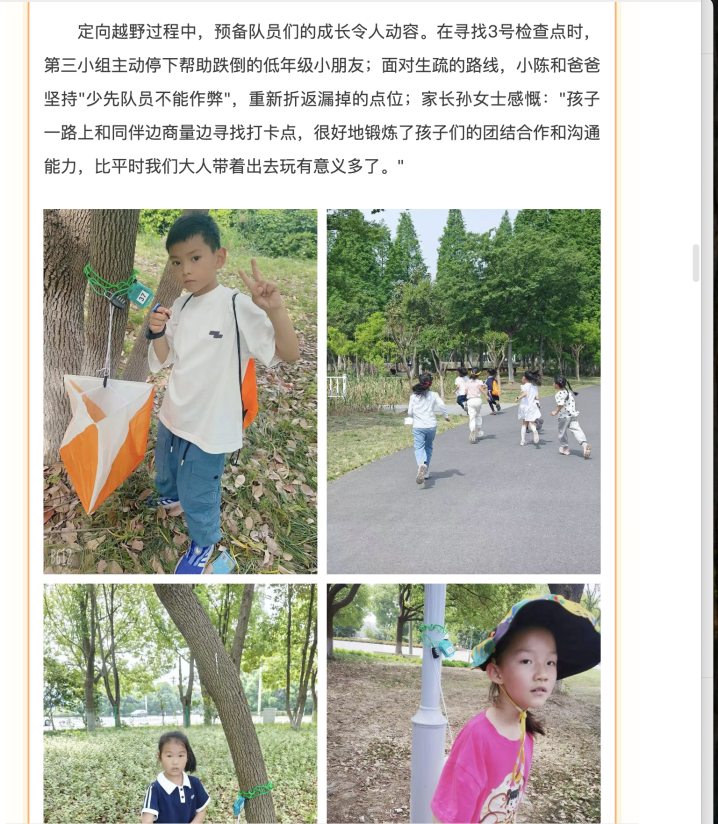 定向越野过程中，预备队员们的成长令人动容。在寻找3号检查点时，
第三小组主动停下帮助跌倒的低年级小朋友；面对生疏的路线，小陈和爸爸
坚持"少先队员不能作弊"，重新折返漏掉的点位；家长孙女士感慨："孩子
一路上和同伴边商量边寻找打卡点，很好地锻炼了孩子们的团结合作和沟通
能力，比平时我们大人带着出去玩有意义多了。"
37